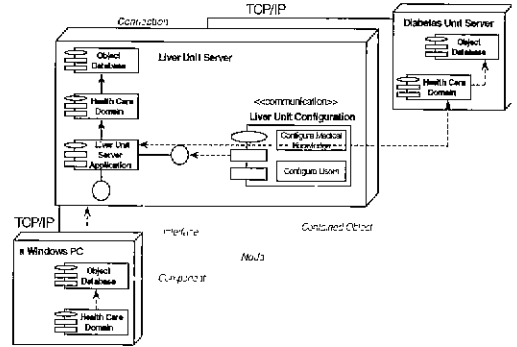 TCP/IP
Connection
Diabetes Unit Server
Object
Database
Health Care
Domain
Liver Unit Server
Object
Database
Health Care
Domain
Liver Unit
Server
Application
<<communication>>
Liver Unit Configuration
Configure Medical
Knowledge
Configure Users
TCP/IP
Interface
Contained Object
Node
Component
a Windows PC
Object
Database
Health Care
Domain